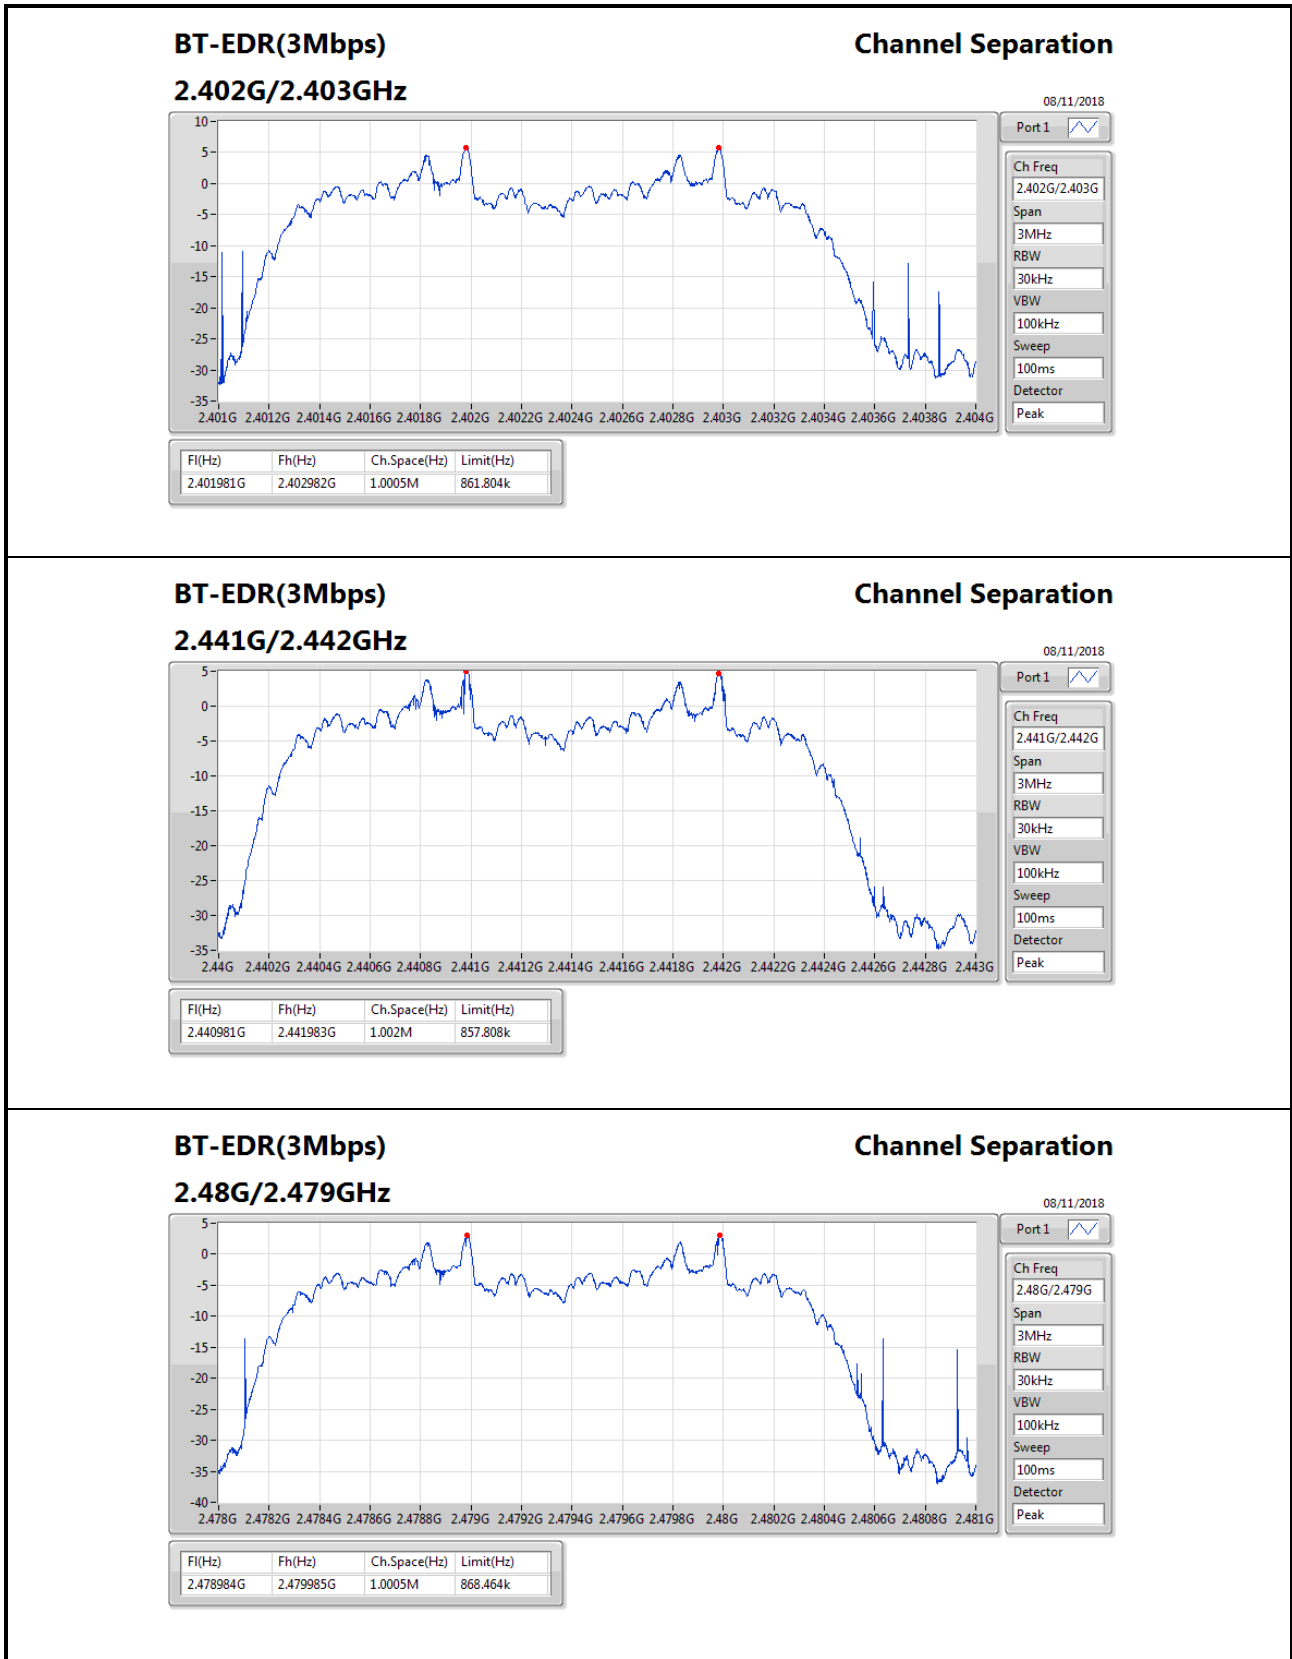 BT-EDR(3Mbps) Channel Separation
2.402G/2.403GHz
08/11/2018
Port 1
10
5
0
-5
-10
-15
-20
-25
-30
-35
2.401G 2.4012G 2.4014G 2.4016G 2.4018G 2.402G 2.4022G 2.4024G 2.4026G 2.4028G 2.403G 2.4032G 2.4034G 2.4036G 2.4038G 2.404G
Ch Freq
2.402G/2.403G
Span
3MHz
RBW
30kHz
VBW
100kHz
Sweep
100ms
Detector
Peak
Fl(Hz) Fh(Hz) Ch.Space(Hz) Limit(Hz)
2.401981G 2.402982G 1.0005M 861.804k
BT-EDR(3Mbps) Channel Separation
2.441G/2.442GHz
08/11/2018
Port 1
5
0
-5
-10
-15
-20
-25
-30
-35
2.44G 2.4402G 2.4404G 2.4406G 2.4408G 2.441G 2.4412G 2.4414G 2.4416G 2.4418G 2.442G 2.4422G 2.4424G 2.4426G 2.4428G 2.443G
Ch Freq
2.441G/2.442G
Span
3MHz
RBW
30kHz
VBW
100kHz
Sweep
100ms
Detector
Peak
Fl(Hz) Fh(Hz) Ch.Space(Hz) Limit(Hz)
2.440981G 2.441983G 1.002M 857.808k
BT-EDR(3Mbps) Channel Separation
2.48G/2.479GHz
08/11/2018
Port 1
5
0
-5
-10
-15
-20
-25
-30
-35
-40
2.478G 2.4782G 2.4784G 2.4786G 2.4788G 2.479G 2.4792G 2.4794G 2.4796G 2.4798G 2.48G 2.4802G 2.4804G 2.4806G 2.4808G 2.481G
Ch Freq
2.48G/2.479G
Span
3MHz
RBW
30kHz
VBW
100kHz
Sweep
100ms
Detector
Peak
Fl(Hz) Fh(Hz) Ch.Space(Hz) Limit(Hz)
2.478984G 2.479985G 1.0005M 868.464k